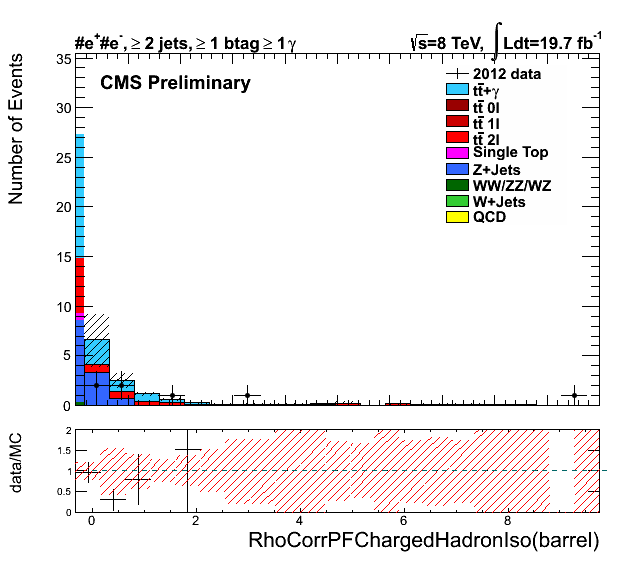 #e⁺#e⁻, ≥ 2 jets, ≥ 1 btag ≥ 1γ
√s=8 TeV, ∫ Ldt=19.7 fb⁻¹
CMS Preliminary
Number of Events
35
30
25
20
15
10
5
0
2012 data
tt̄+γ
tt̄ 0l
tt̄ 1l
tt̄ 2l
Single Top
Z+Jets
WW/ZZ/WZ
W+Jets
QCD
data/MC
2
1.5
1
0.5
0
0 2 4 6 8
RhoCorrPFChargedHadronIso(barrel)